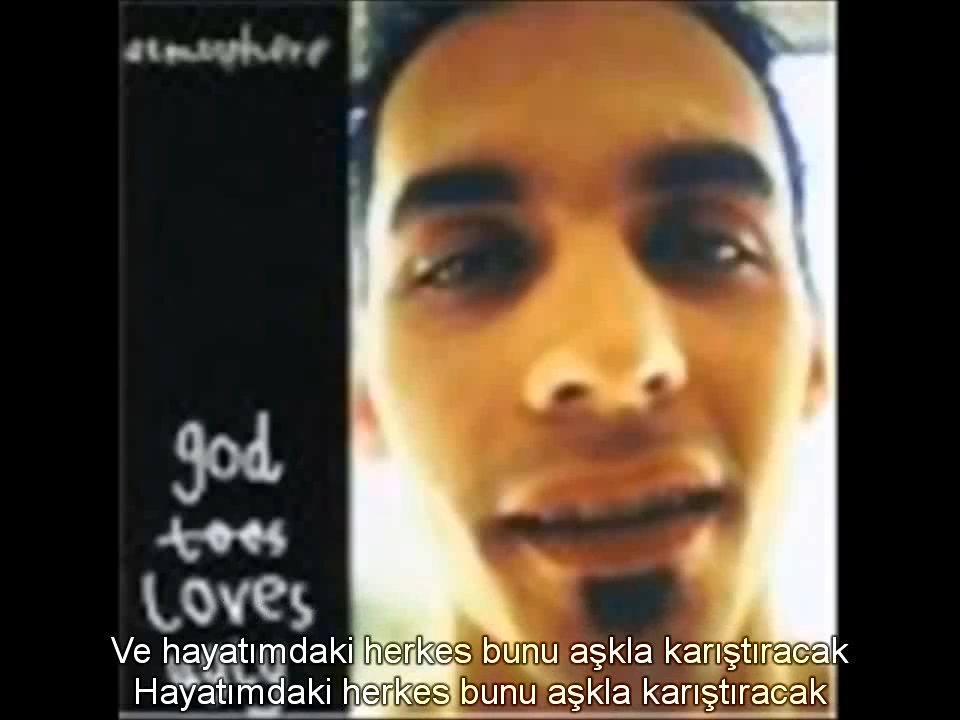 atmosphere
god
toes
loves
Ve hayatımdaki herkes bunu aşkla karıştıracak
Hayatımdaki herkes bunu aşkla karıştıracak